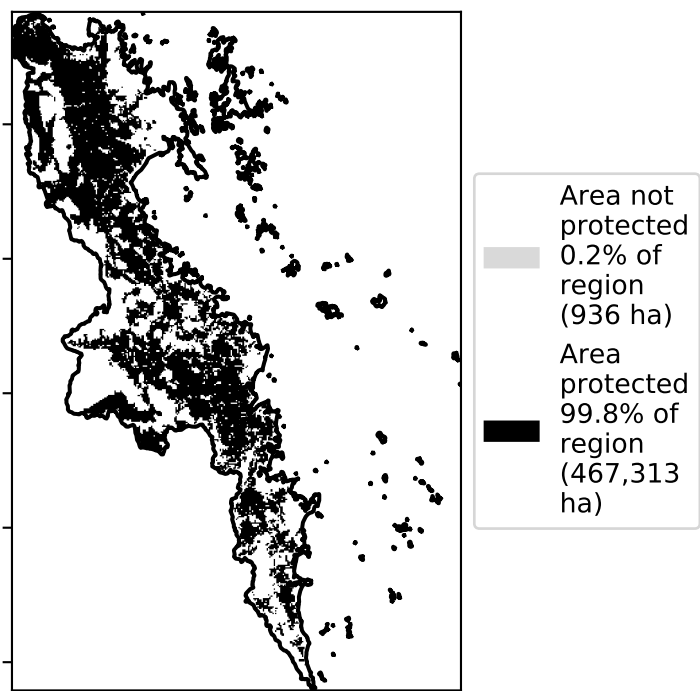 Area not
protected
0.2% of
region
(936 ha)
Area
protected
99.8% of
region
(467,313
ha)